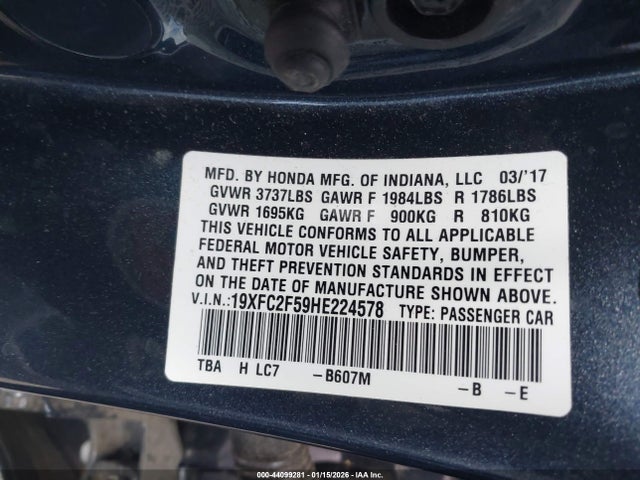 MFD. BY HONDA MFG. OF INDIANA, LLC 03/'17
GVWR 3737LBS GAWR F 1984LBS R 1786LBS
GVWR 1695KG GAWR F 900KG R 810KG
THIS VEHICLE CONFORMS TO ALL APPLICABLE
FEDERAL MOTOR VEHICLE SAFETY, BUMPER,
AND THEFT PREVENTION STANDARDS IN EFFECT
ON THE DATE OF MANUFACTURE SHOWN ABOVE.
V.I.N.:19XFC2F59HE224578 TYPE: PASSENGER CAR
TBA H LC7 -B607M -B -E
000-44099281 - 01/15/2026 - IAA Inc.